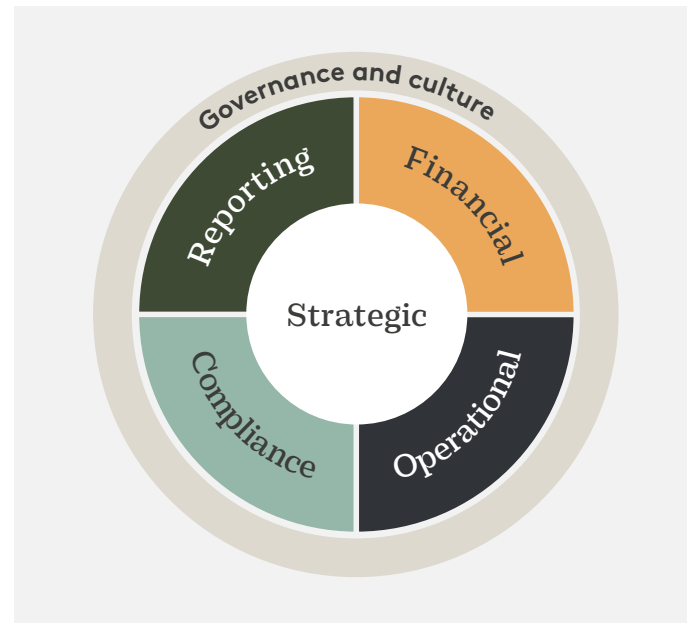 Governance and culture
Reporting
Financial
Strategic
Compliance
Operational